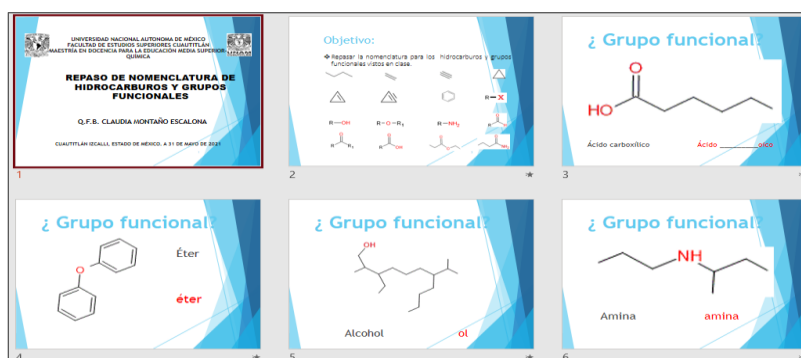 UNIVERSIDAD NACIONAL AUTONOMA DE MÉXICO
FACULTAD DE ESTUDIOS SUPERIORES CUAUTITLÁN
MAESTRÍA EN DOCENCIA PARA LA EDUCACIÓN MEDIA SUPERIOR
QUÍMICA
UNAM
REPASO DE NOMENCLATURA DE
HIDROCARBUROS Y GRUPOS
FUNCIONALES
Q.F.B. CLAUDIA MONTAÑO ESCALONA
CUAUTITLÁN IZCALLI, ESTADO DE MÉXICO, A 31 DE MAYO DE 2021
1
Objetivo:
Repasar la nomenclatura para los hidrocarburos y grupos
funcionales vistos en clase.
R—X
R—OH
R—O—R₁
R—NH₂
2
¿ Grupo funcional?
O
HO
Ácido carboxílico
Ácido __________oico
3
¿ Grupo funcional?
O
Éter
éter
4
¿ Grupo funcional?
OH
Alcohol
ol
5
¿ Grupo funcional?
NH
Amina
amina
6